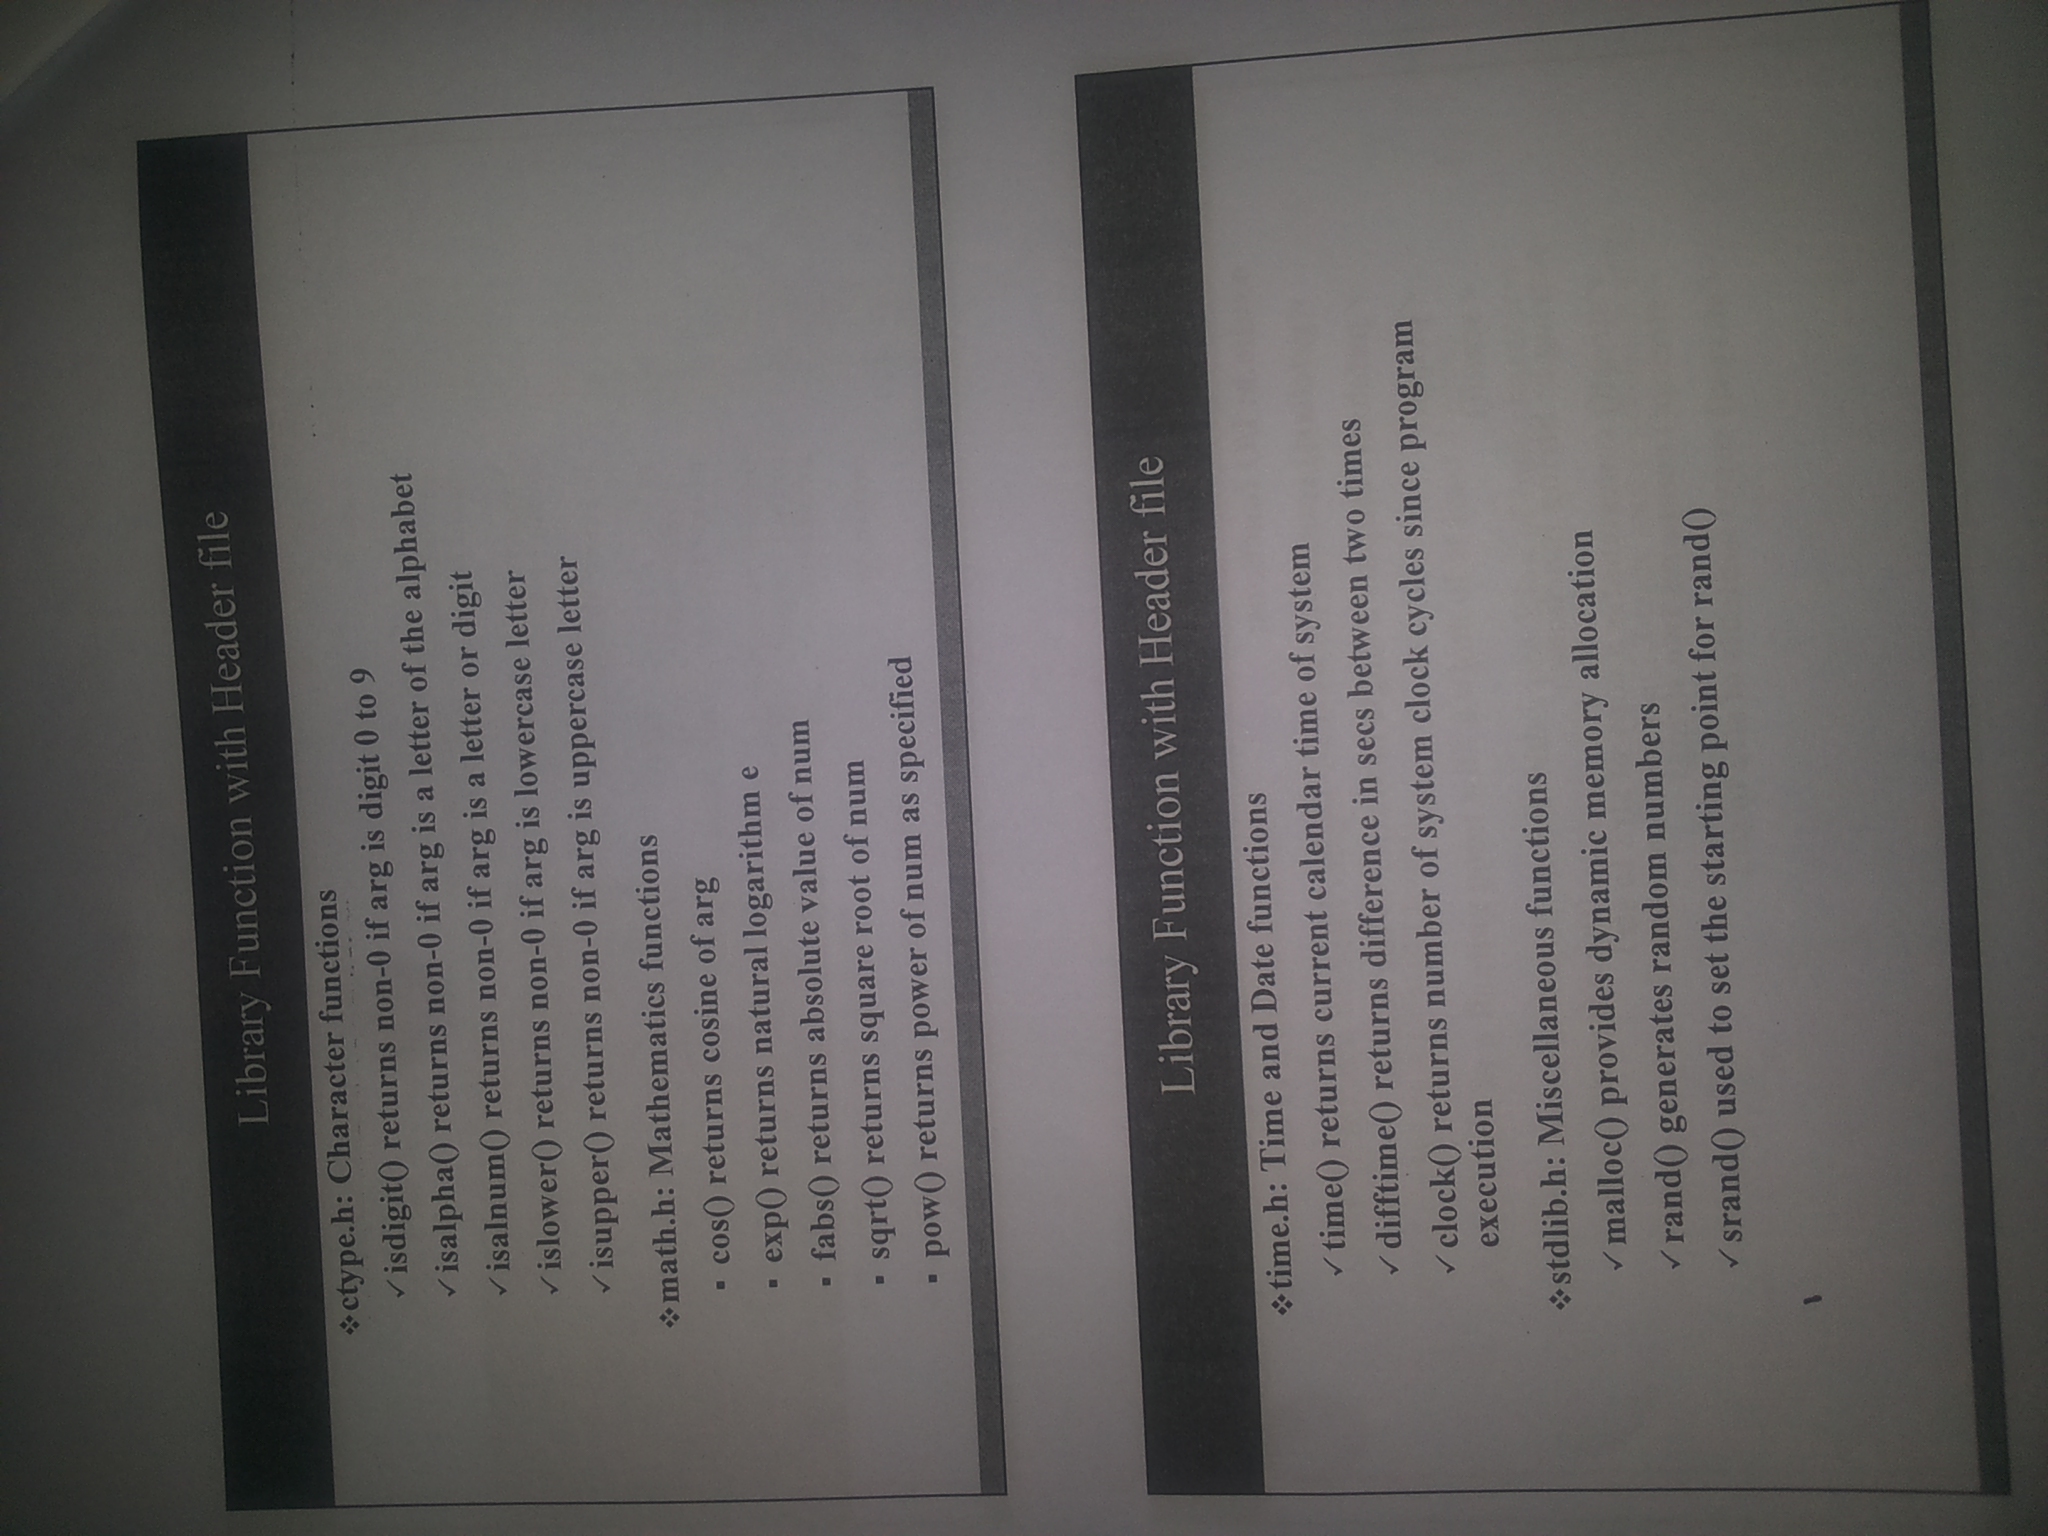 Library Function with Header file
❖ctype.h: Character functions
✓isdigit() returns non-0 if arg is digit 0 to 9
✓isalpha() returns non-0 if arg is a letter of the alphabet
✓isalnum() returns non-0 if arg is a letter or digit
✓islower() returns non-0 if arg is lowercase letter
✓isupper() returns non-0 if arg is uppercase letter
❖math.h: Mathematics functions
▪ cos() returns cosine of arg
▪ exp() returns natural logarithm e
▪ fabs() returns absolute value of num
▪ sqrt() returns square root of num
▪ pow() returns power of num as specified
Library Function with Header file
❖time.h: Time and Date functions
✓time() returns current calendar time of system
✓difftime() returns difference in secs between two times
✓clock() returns number of system clock cycles since program
execution
❖stdlib.h: Miscellaneous functions
✓malloc() provides dynamic memory allocation
✓rand() generates random numbers
✓srand() used to set the starting point for rand()